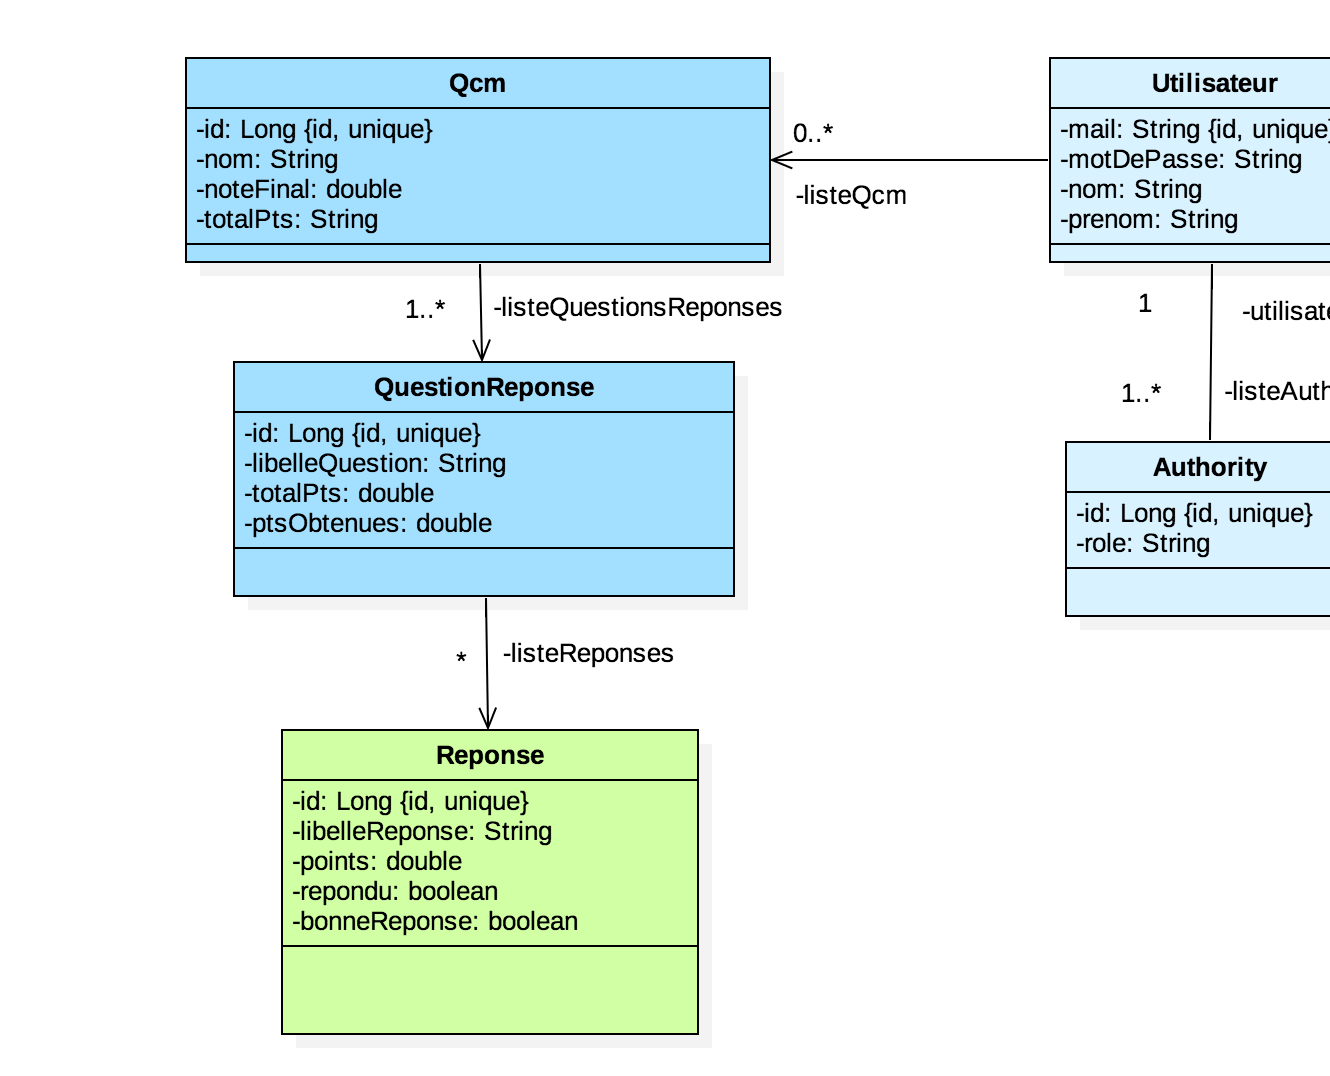 Qcm
-id: Long {id, unique}
-nom: String
-noteFinal: double
-totalPts: String
0..*
-listeQcm
Utilisateur
-mail: String {id, unique}
-motDePasse: String
-nom: String
-prenom: String
1..*
-listeQuestionsReponses
1
1..*
QuestionReponse
-id: Long {id, unique}
-libelleQuestion: String
-totalPts: double
-ptsObtenues: double
Authority
-id: Long {id, unique}
-role: String
*
-listeReponses
Reponse
-id: Long {id, unique}
-libelleReponse: String
-points: double
-repondu: boolean
-bonneReponse: boolean